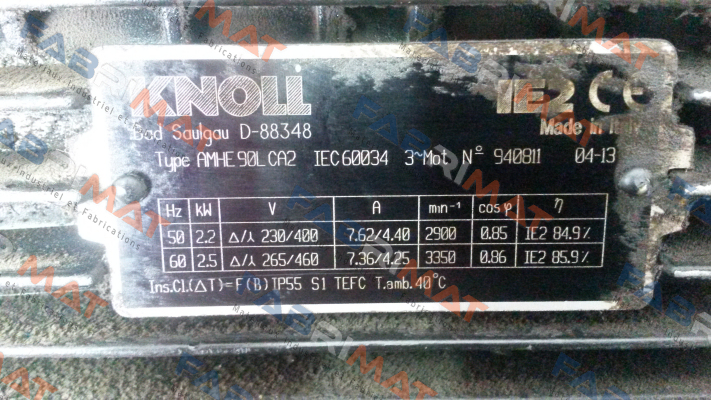 KNOLL IE2 CE
Bad Saulgau D-88348 Made in Italy
Type AMHE 90L CA2 IEC60034 3~Mot. Nº 940811 04-13
Hz kW V A min⁻¹ cos φ η
50 2.2 Δ/⅄ 230/400 7.62/4.40 2900 0.85 IE2 84.9%
60 2.5 Δ/⅄ 265/460 7.36/4.25 3350 0.86 IE2 85.9%
Ins.Cl.(ΔT)=F(B) IP55 S1 TEFC T.amb.40°C
FABRIMAT